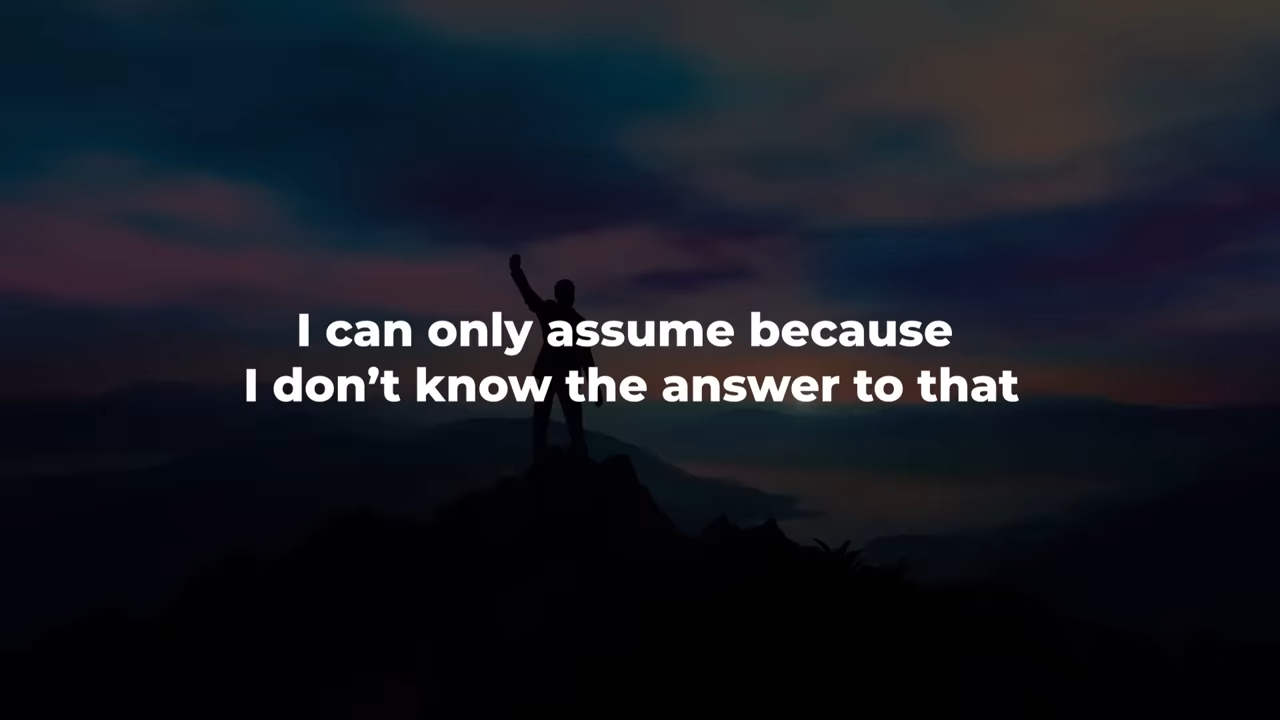 I can only assume because
I don’t know the answer to that